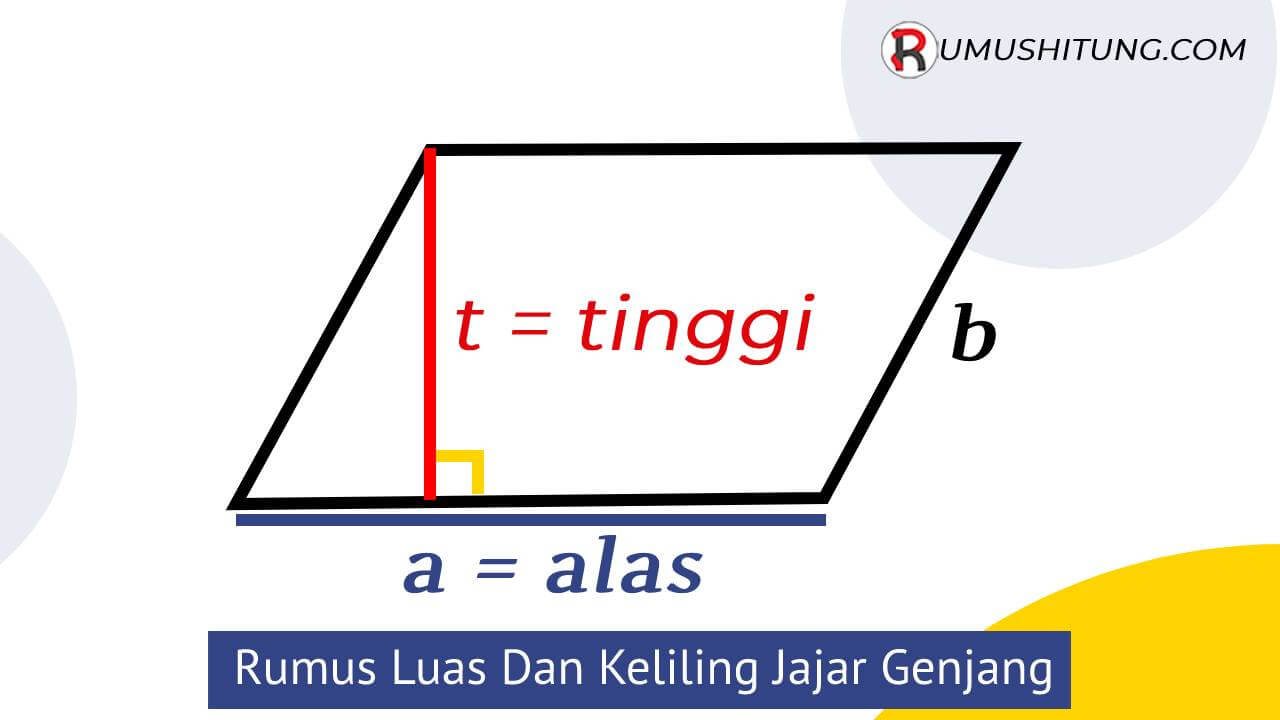 RUMUSHITUNG.COM
t = tinggi
b
a = alas
Rumus Luas Dan Keliling Jajar Genjang